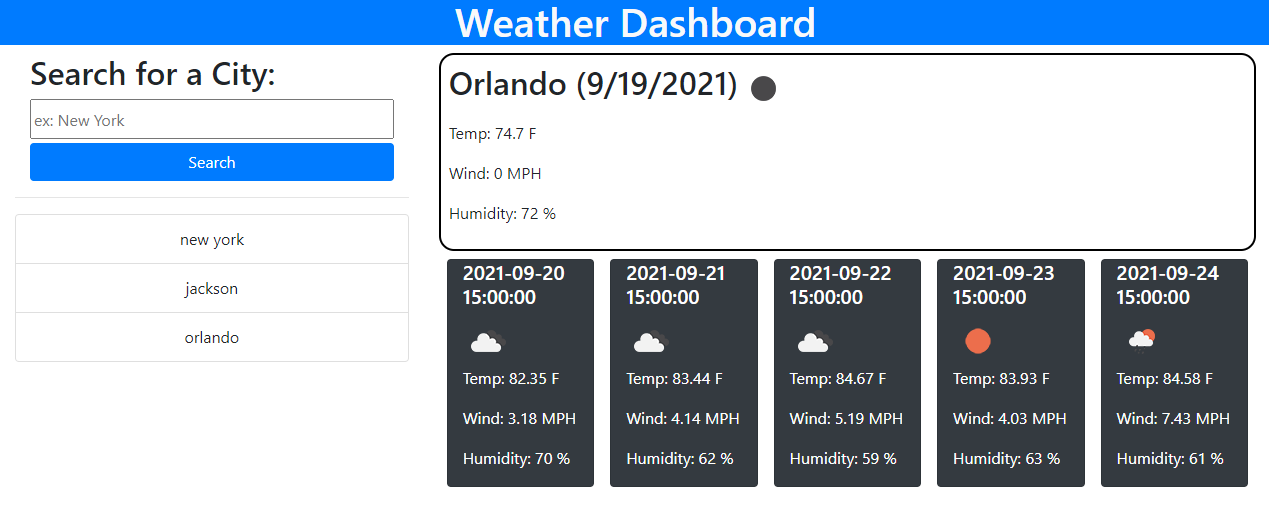 Weather Dashboard
Search for a City:
ex: New York
Search
new york
jackson
orlando
Orlando (9/19/2021)
Temp: 74.7 F
Wind: 0 MPH
Humidity: 72 %
2021-09-20
15:00:00
Temp: 82.35 F
Wind: 3.18 MPH
Humidity: 70 %
2021-09-21
15:00:00
Temp: 83.44 F
Wind: 4.14 MPH
Humidity: 62 %
2021-09-22
15:00:00
Temp: 84.67 F
Wind: 5.19 MPH
Humidity: 59 %
2021-09-23
15:00:00
Temp: 83.93 F
Wind: 4.03 MPH
Humidity: 63 %
2021-09-24
15:00:00
Temp: 84.58 F
Wind: 7.43 MPH
Humidity: 61 %